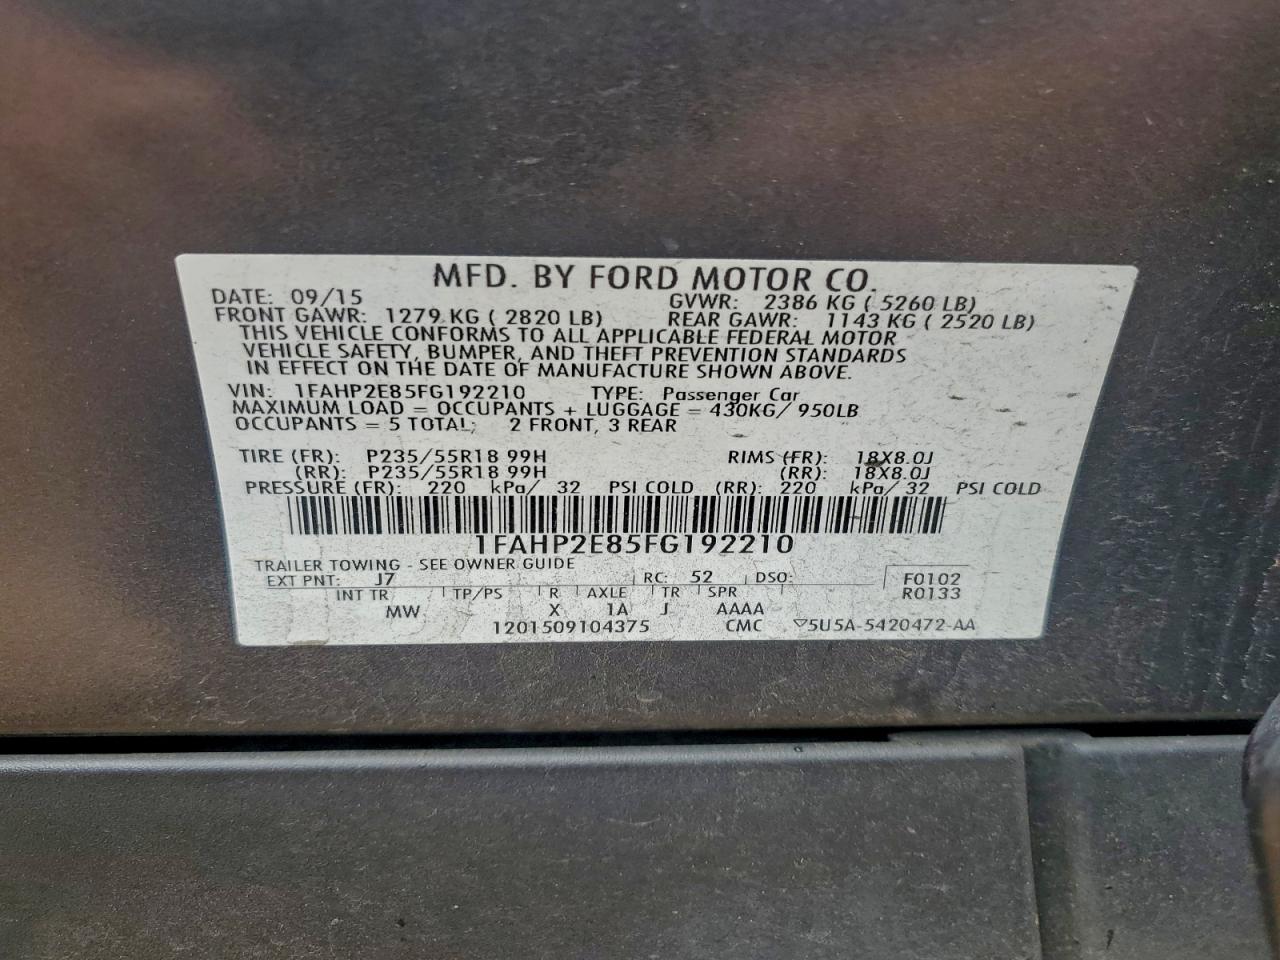 MFD. BY FORD MOTOR CO.
DATE: 09/15 GVWR: 2386 KG ( 5260 LB)
FRONT GAWR: 1279 KG ( 2820 LB) REAR GAWR: 1143 KG ( 2520 LB)
THIS VEHICLE CONFORMS TO ALL APPLICABLE FEDERAL MOTOR
VEHICLE SAFETY, BUMPER, AND THEFT PREVENTION STANDARDS
IN EFFECT ON THE DATE OF MANUFACTURE SHOWN ABOVE.
VIN: 1FAHP2E85FG192210 TYPE: Passenger Car
MAXIMUM LOAD = OCCUPANTS + LUGGAGE = 430KG/ 950LB
OCCUPANTS = 5 TOTAL; 2 FRONT, 3 REAR
TIRE (FR): P235/55R18 99H RIMS (FR): 18X8.0J
(RR): P235/55R18 99H (RR): 18X8.0J
PRESSURE (FR): 220 kPa/ 32 PSI COLD (RR): 220 kPa/ 32 PSI COLD
1FAHP2E85FG192210
TRAILER TOWING - SEE OWNER GUIDE
EXT PNT: J7 RC: 52 DSO: F0102
INT TR TP/PS R AXLE TR SPR R0133
MW X 1A J AAAA
1201509104375 CMC ▽5U5A-5420472-AA